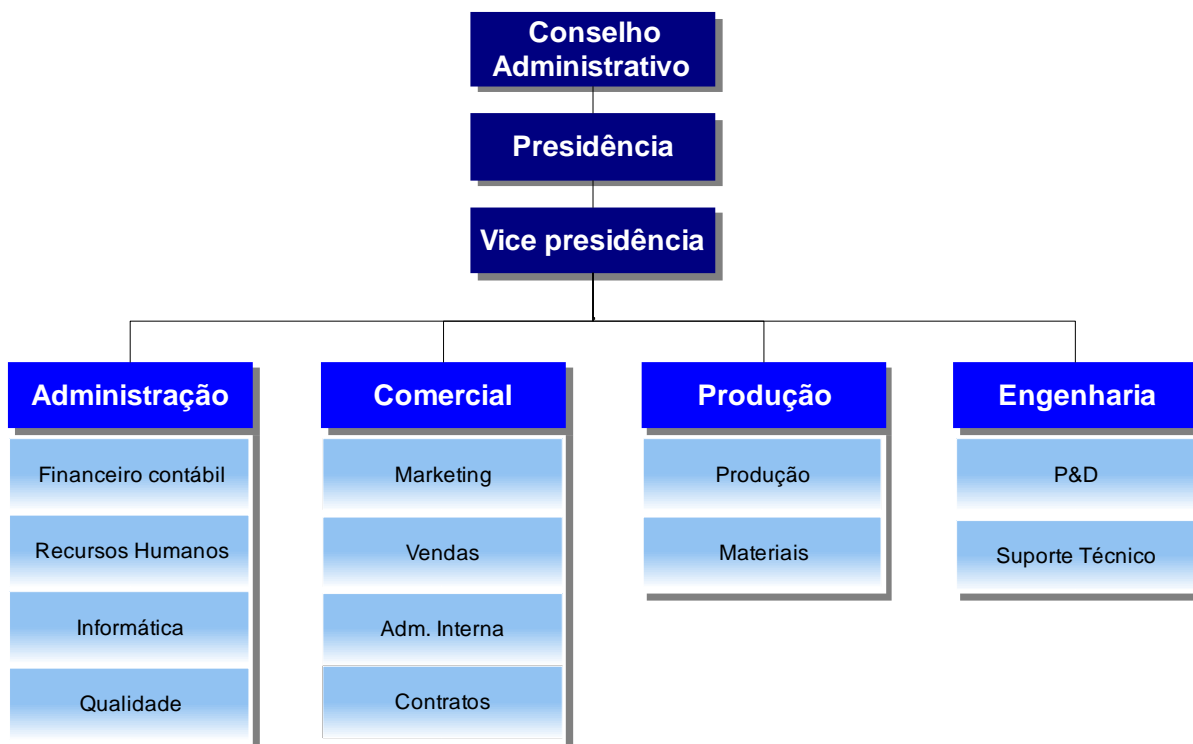 Conselho
Administrativo
Presidência
Vice presidência
Administração
Financeiro contábil
Recursos Humanos
Informática
Qualidade
Comercial
Marketing
Vendas
Adm. Interna
Contratos
Produção
Produção
Materiais
Engenharia
P&D
Suporte Técnico